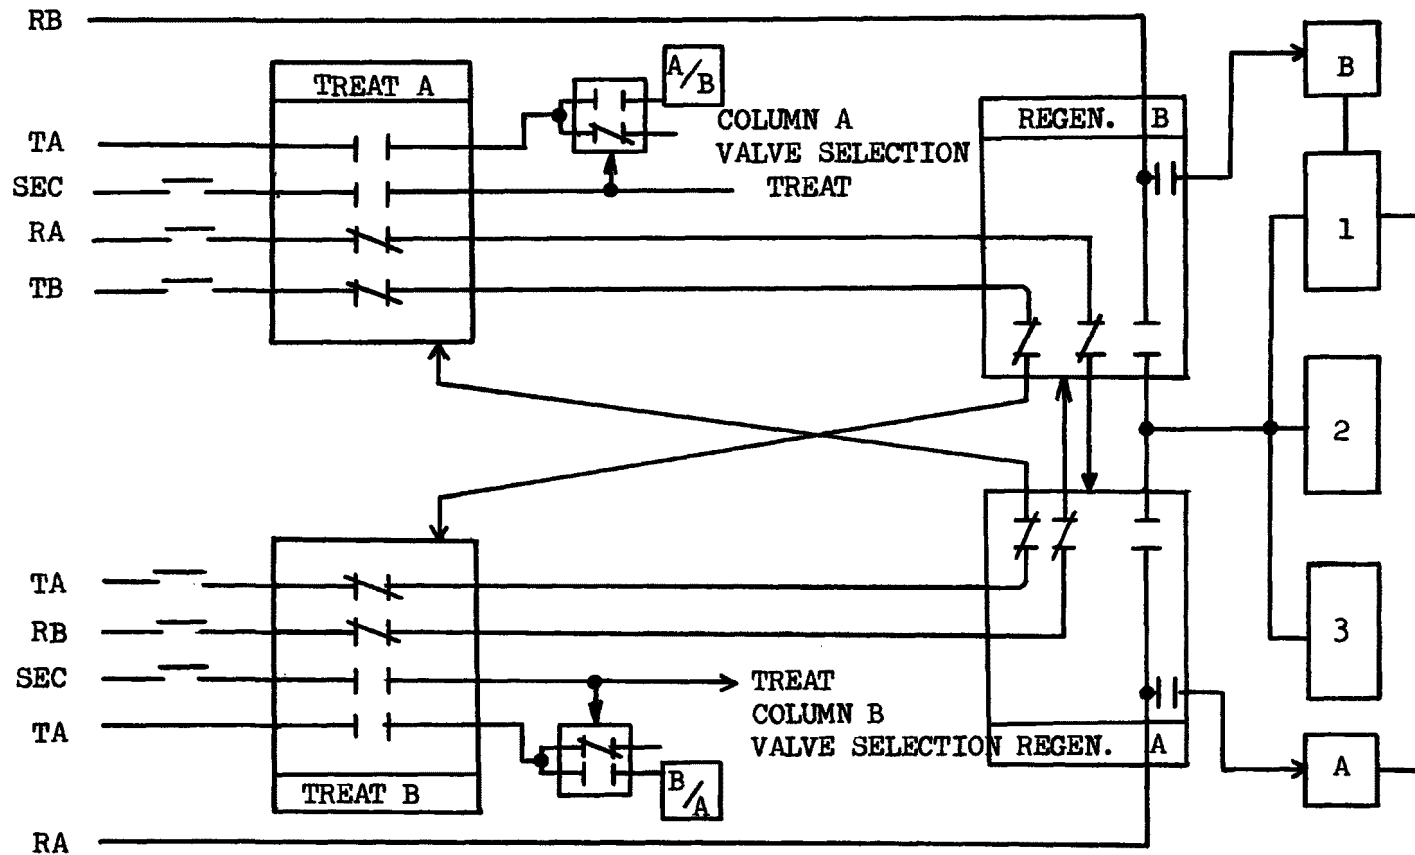 RB
TREAT A
A/B
B
TA
COLUMN A
REGEN. B
SEC
VALVE SELECTION
TREAT
RA
1
TB
2
TA
RB
3
SEC
TREAT
COLUMN B
TA
VALVE SELECTION REGEN. A
A
B/A
TREAT B
RA